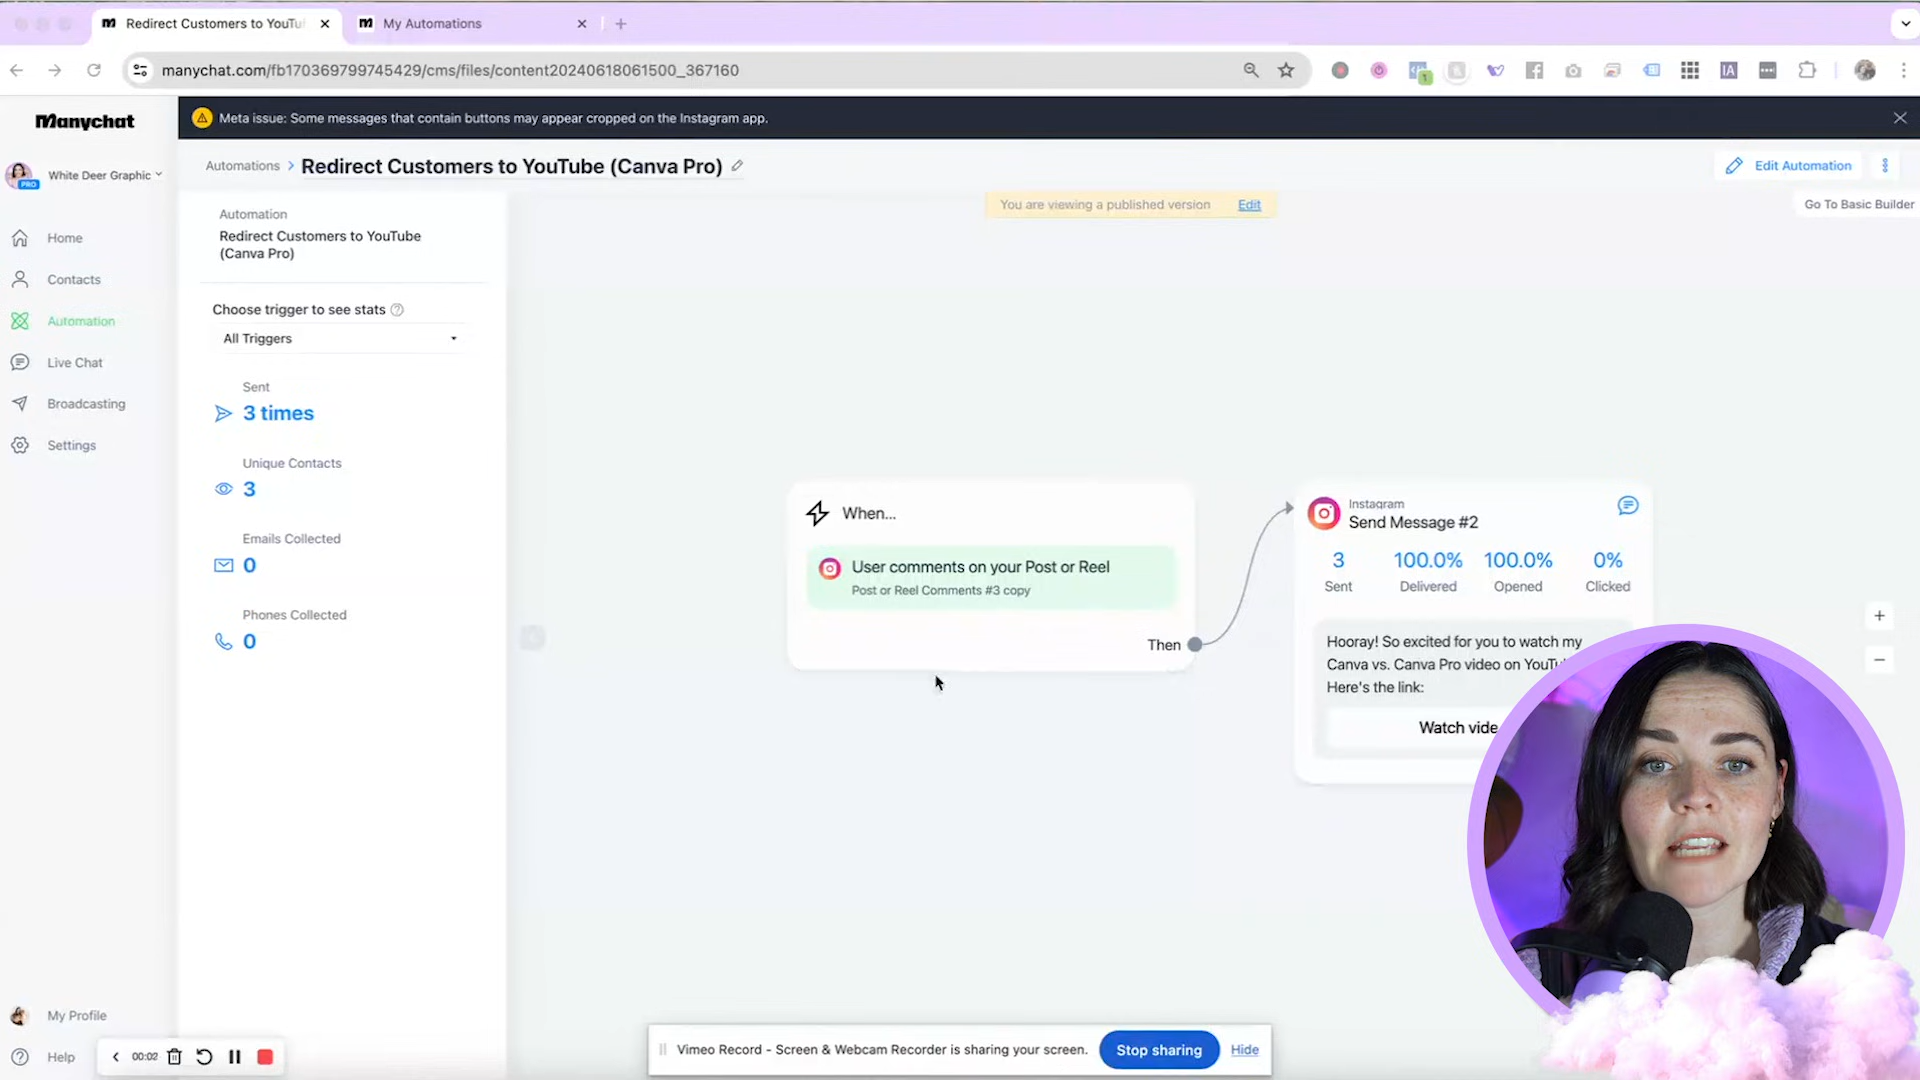 Redirect Customers to YouTu
My Automations
manychat.com/fb170369799745429/cms/files/content20240618061500_367160
1
IA
Manychat
Meta issue: Some messages that contain buttons may appear cropped on the Instagram app.
White Deer Graphic
PRO
Automations
Redirect Customers to YouTube (Canva Pro)
Edit Automation
You are viewing a published version Edit
Go To Basic Builder
Home
Contacts
Automation
Live Chat
Broadcasting
Settings
Automation
Redirect Customers to YouTube
(Canva Pro)
Choose trigger to see stats ?
All Triggers
Sent
3 times
Unique Contacts
3
Emails Collected
0
Phones Collected
0
When...
User comments on your Post or Reel
Post or Reel Comments #3 copy
Then
Instagram
Send Message #2
3 100.0% 100.0% 0%
Sent Delivered Opened Clicked
Hooray! So excited for you to watch my
Canva vs. Canva Pro video on YouTu
Here's the link:
Watch vide
My Profile
Help
00:02
Vimeo Record - Screen & Webcam Recorder is sharing your screen.
Stop sharing
Hide